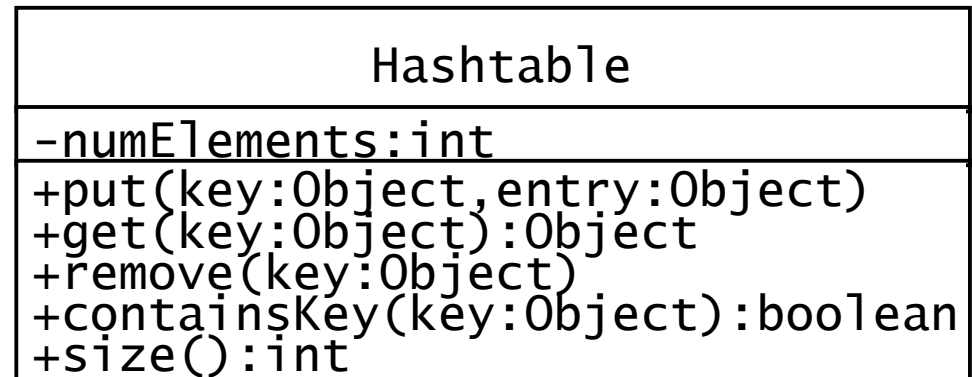 Hashtable
-numElements:int
+put(key:Object,entry:Object)
+get(key:Object):Object
+remove(key:Object)
+containsKey(key:Object):boolean
+size():int